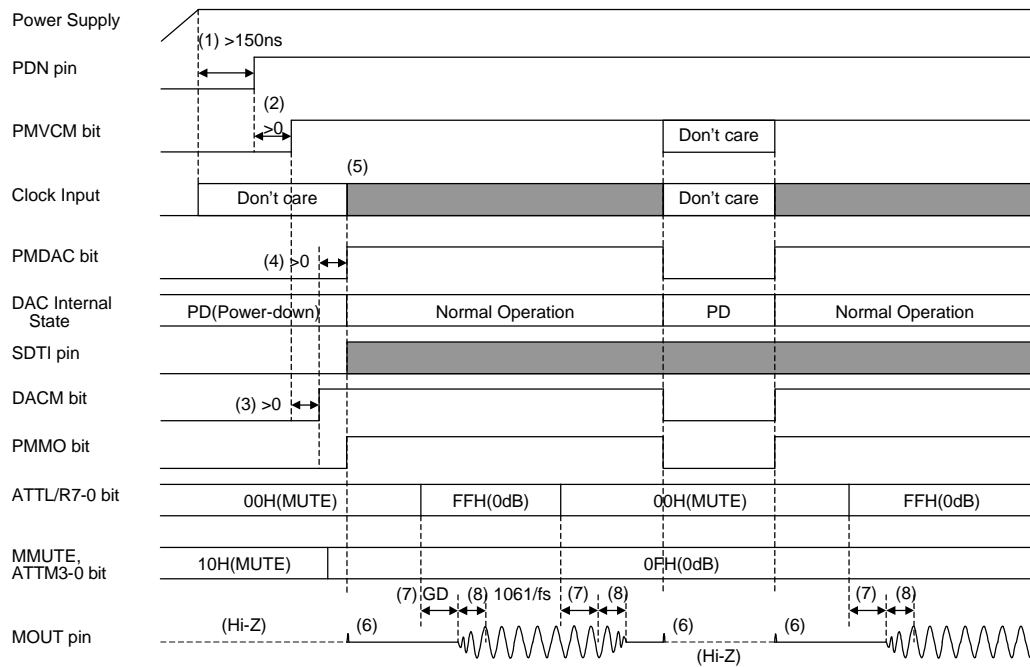 Power Supply
(1) >150ns
PDN pin
(2)
>0
PMVCM bit
Don't care
(5)
Clock Input
Don't care
Don't care
PMDAC bit
(4) >0
DAC Internal
State
PD(Power-down)
Normal Operation
PD
Normal Operation
SDTI pin
DACM bit
(3) >0
PMMO bit
ATTL/R7-0 bit
00H(MUTE)
FFH(0dB)
00H(MUTE)
FFH(0dB)
MMUTE,
ATTM3-0 bit
10H(MUTE)
0FH(0dB)
(7) GD (8) 1061/fs (7) (8) (7) (8)
MOUT pin
(Hi-Z)
(6)
(6)
(Hi-Z)
(6)